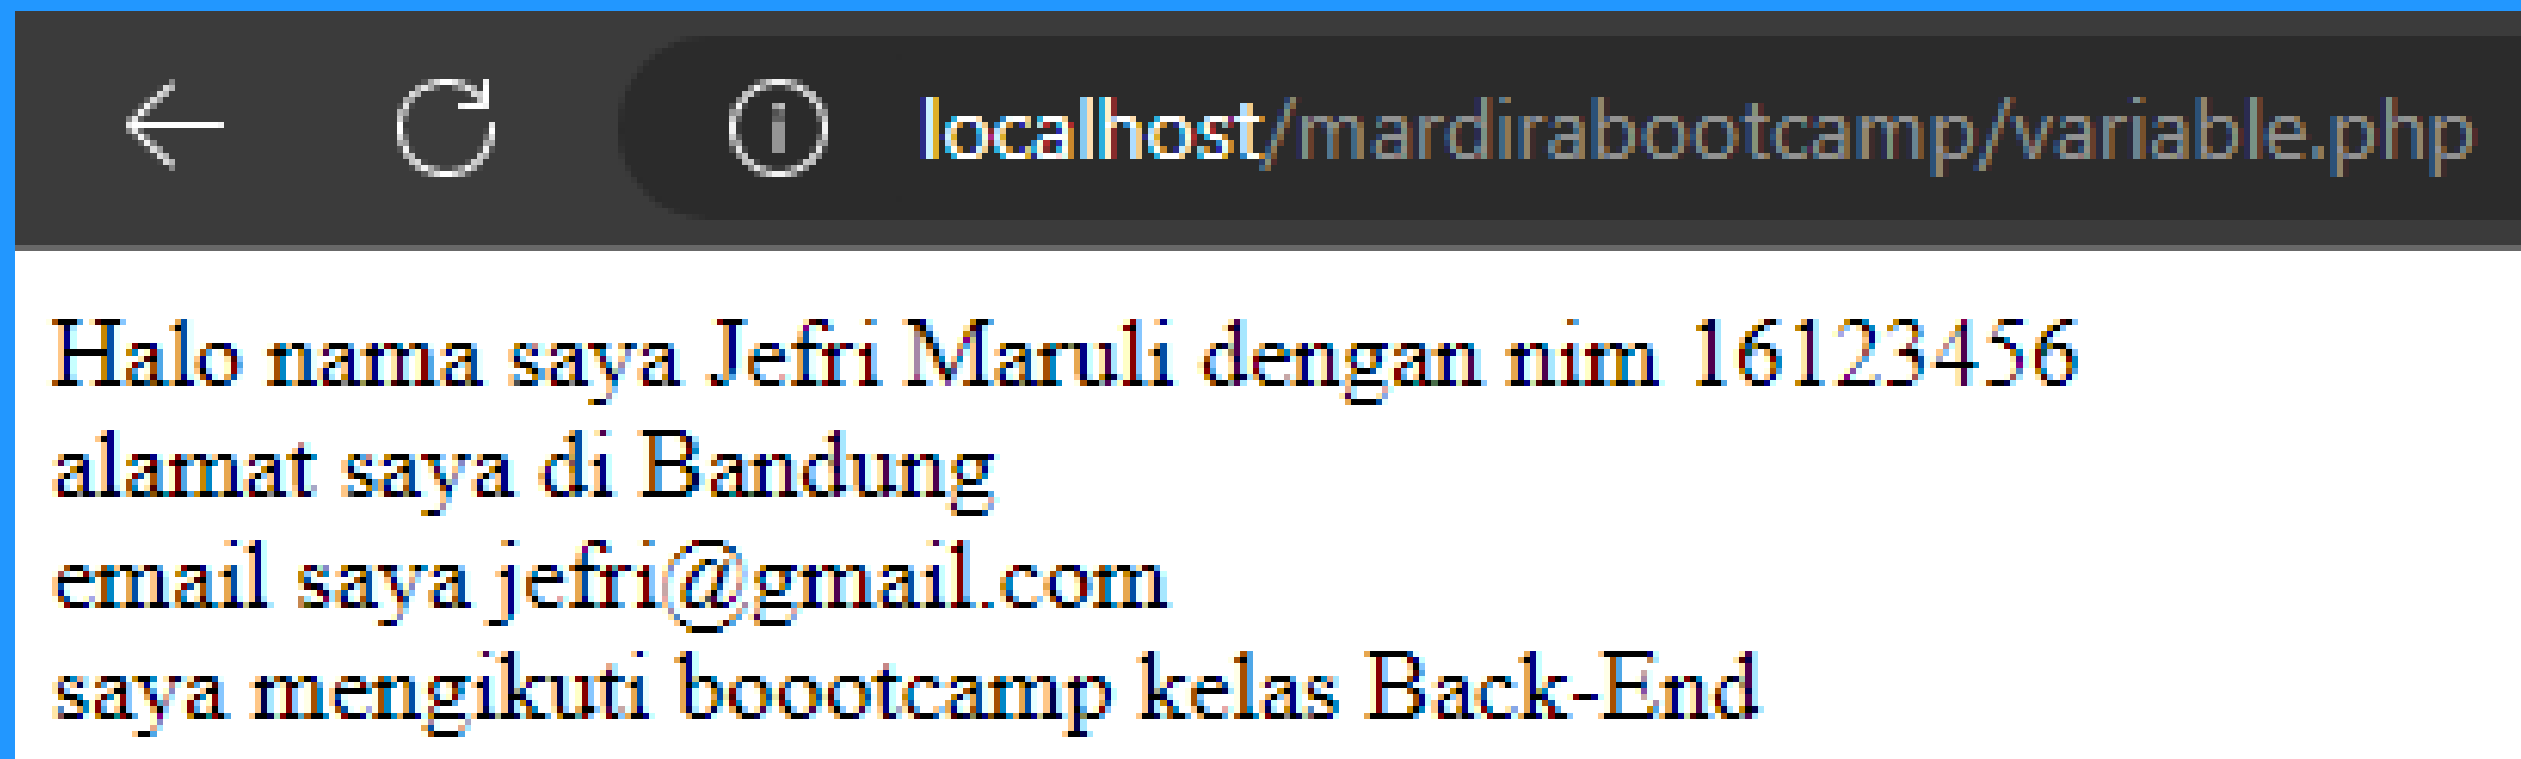 localhost/mardirabootcamp/variable.php
Halo nama saya Jefri Maruli dengan nim 16123456
alamat saya di Bandung
email saya jefri@gmail.com
saya mengikuti boootcamp kelas Back-End